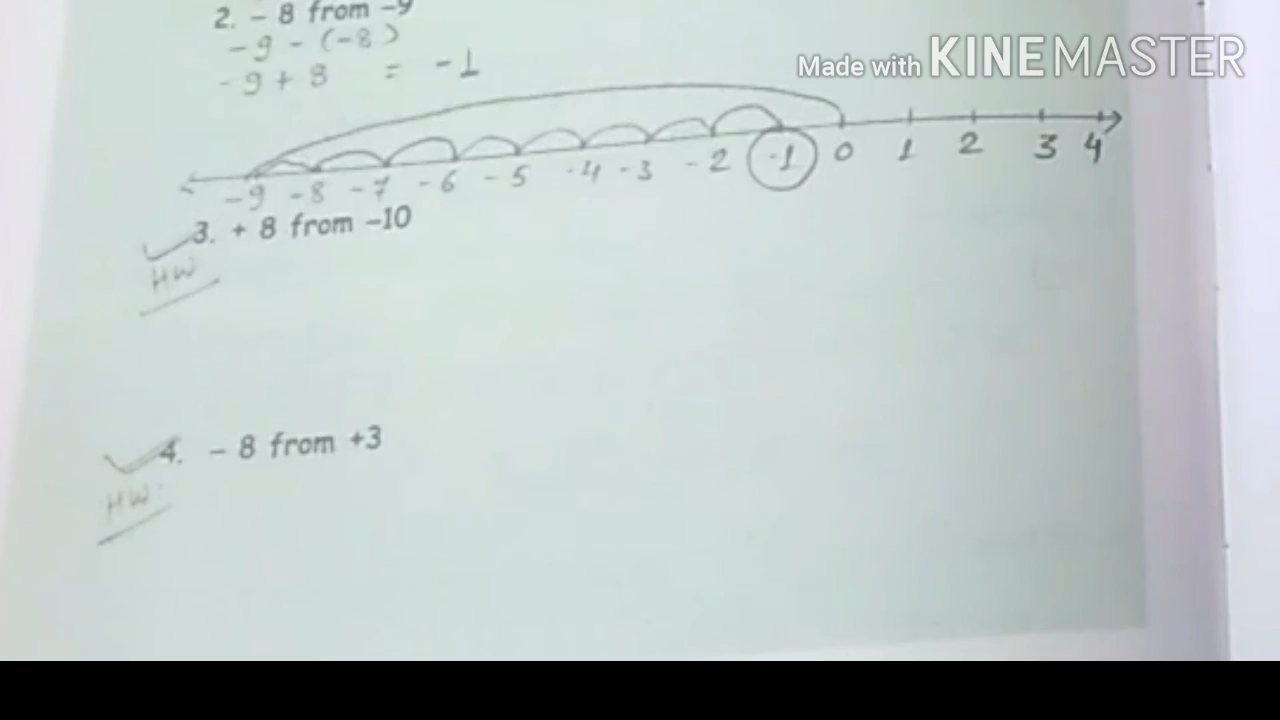 2. – 8 from –9
-9 - (-8)
-9 + 8 = -1
Made with KINEMASTER
-9 -8 -7 -6 -5 -4 -3 -2 -1 0 1 2 3 4
3. + 8 from –10
HW
4. – 8 from +3
HW.